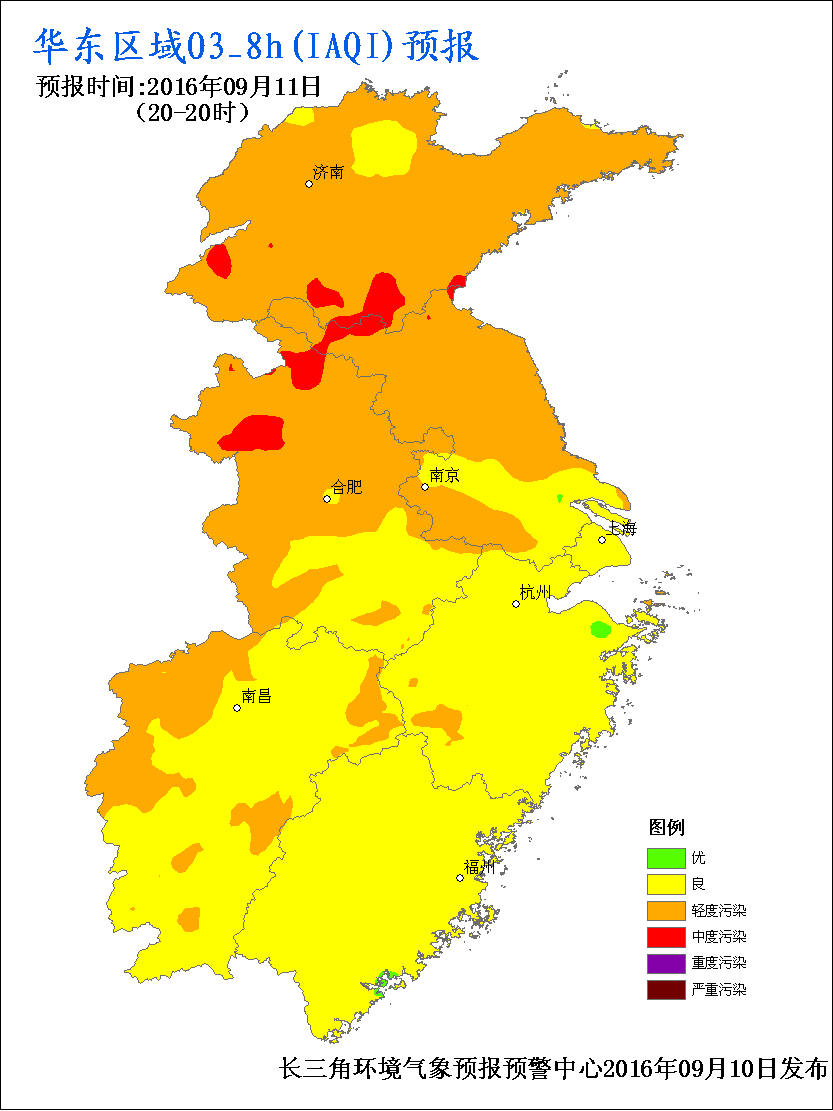 华东区域O3_8h(IAQI)预报
预报时间:2016年09月11日
（20-20时）
济南
南京
合肥
上海
杭州
南昌
福州
图例
优
良
轻度污染
中度污染
重度污染
严重污染
长三角环境气象预报预警中心2016年09月10日发布